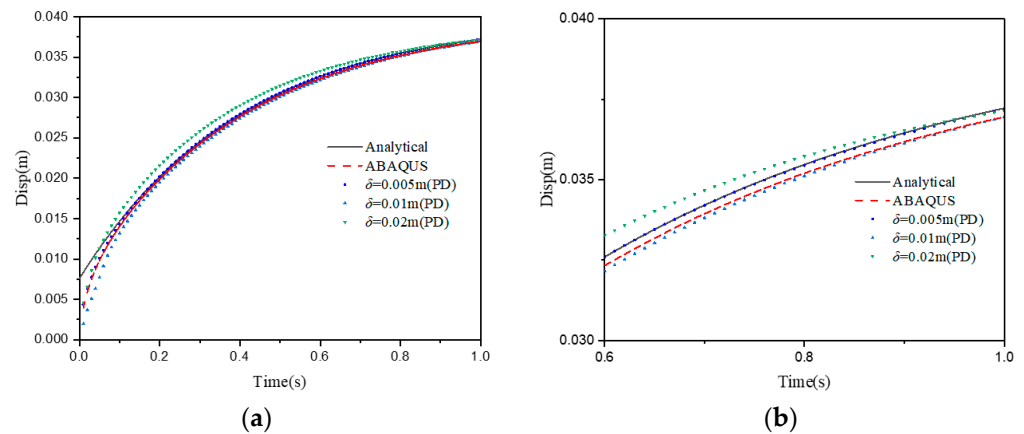 0.040
0.035
0.030
0.025
0.020
0.015
0.010
0.005
0.000
Disp(m)
0.0
0.2
0.4
0.6
0.8
1.0
Time(s)
Analytical
ABAQUS
δ=0.005m(PD)
δ=0.01m(PD)
δ=0.02m(PD)
(a)
0.040
0.035
0.030
Disp(m)
0.6
0.8
1.0
Time(s)
Analytical
ABAQUS
δ=0.005m(PD)
δ=0.01m(PD)
δ=0.02m(PD)
(b)